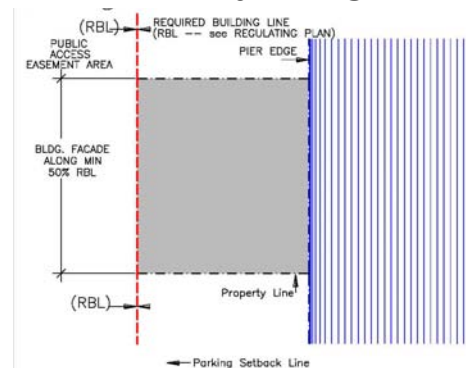 (RBL)
REQUIRED BUILDING LINE
(RBL -- see REGULATING PLAN)
PUBLIC
ACCESS
EASEMENT AREA
PIER EDGE
BLDG. FACADE
ALONG MIN
50% RBL
(RBL)
Property Line
Parking Setback Line